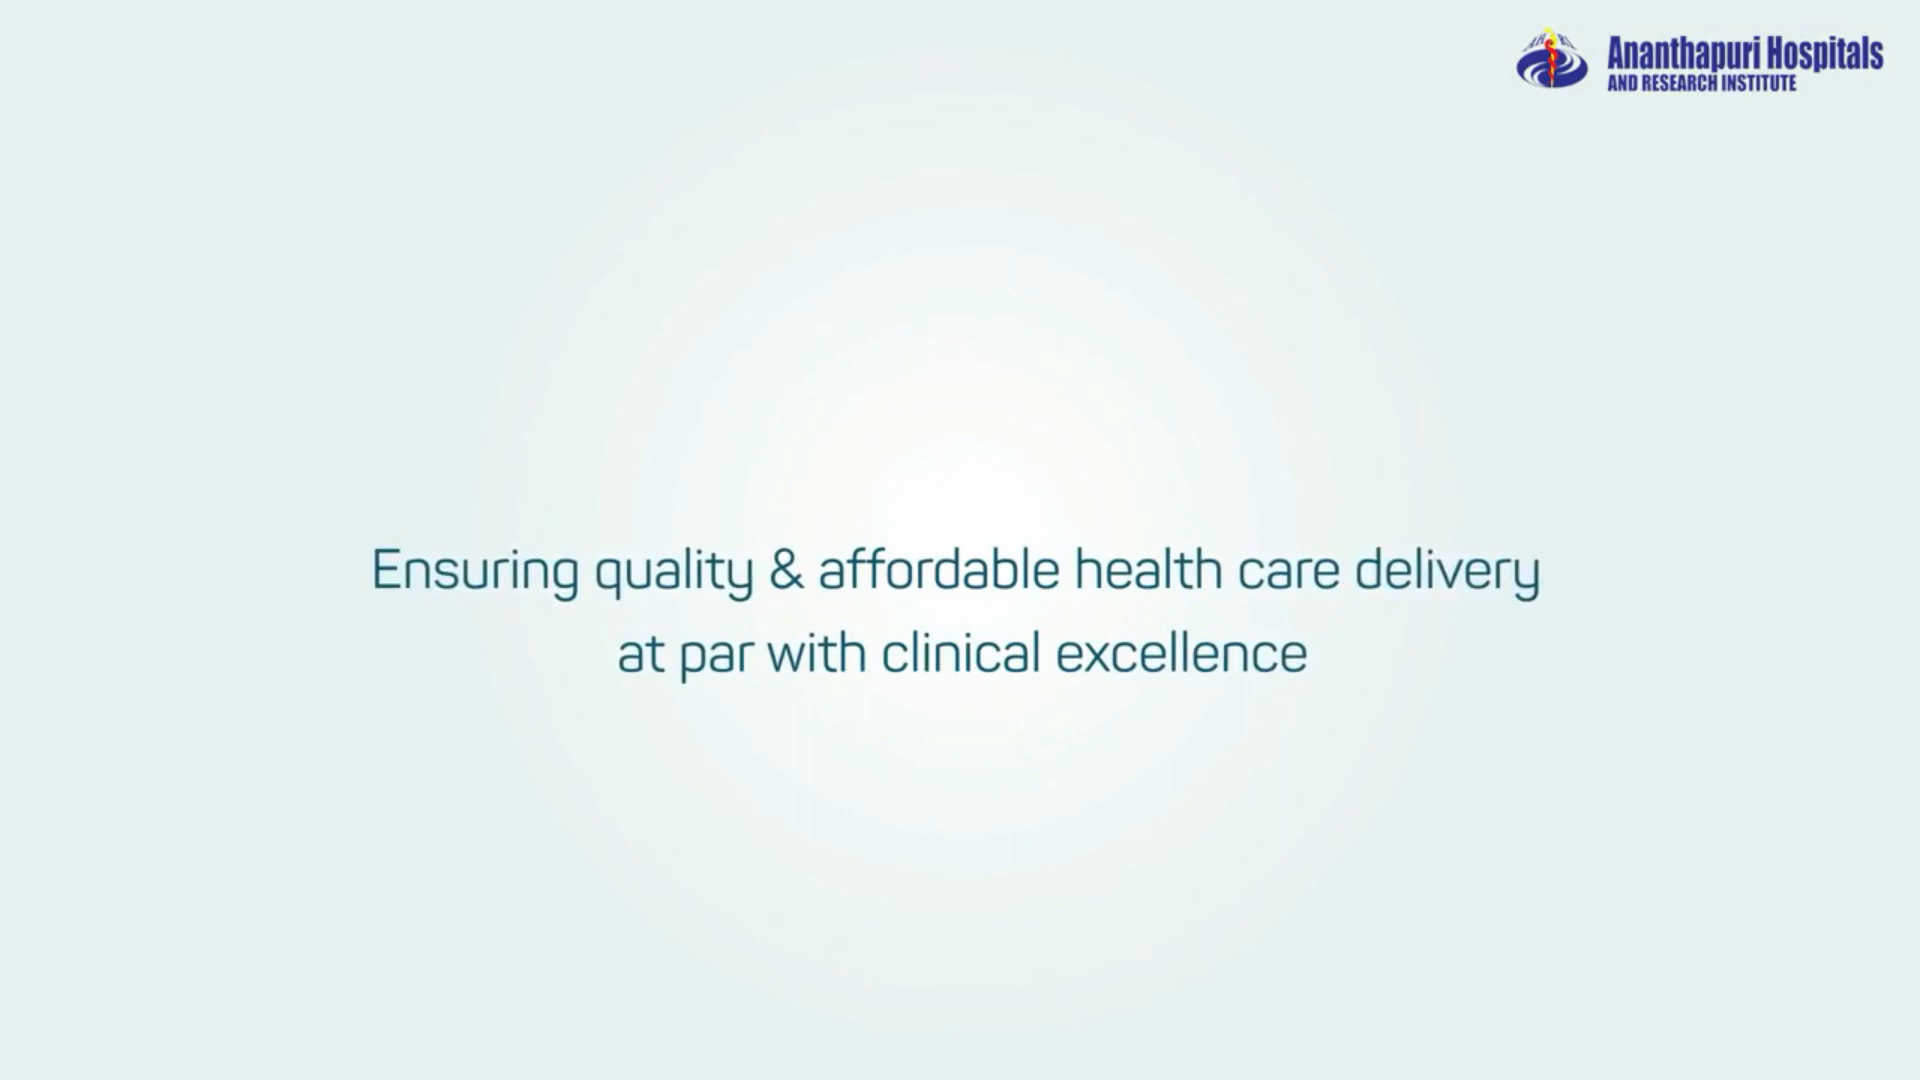 Ananthapuri Hospitals
AND RESEARCH INSTITUTE
Ensuring quality & affordable health care delivery
at par with clinical excellence